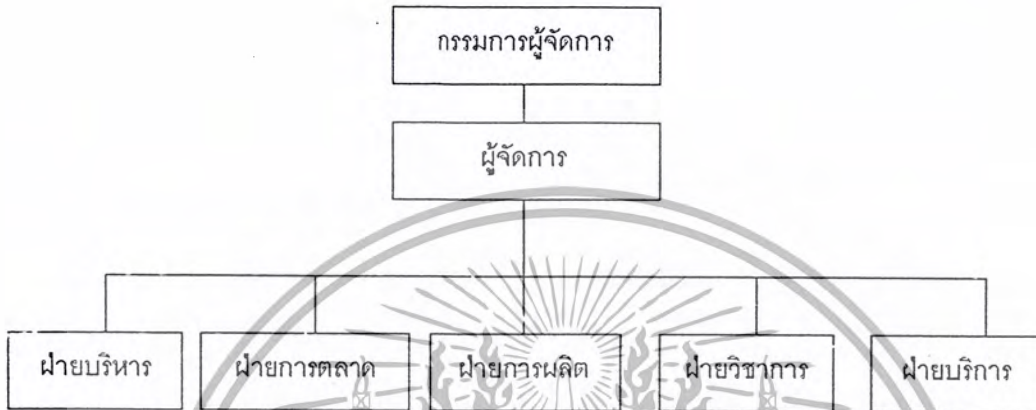 กรรมการผู้จัดการ
ผู้จัดการ
ฝ่ายบริหาร
ฝ่ายการตลาด
ฝ่ายการผลิต
ฝ่ายวิชาการ
ฝ่ายบริการ